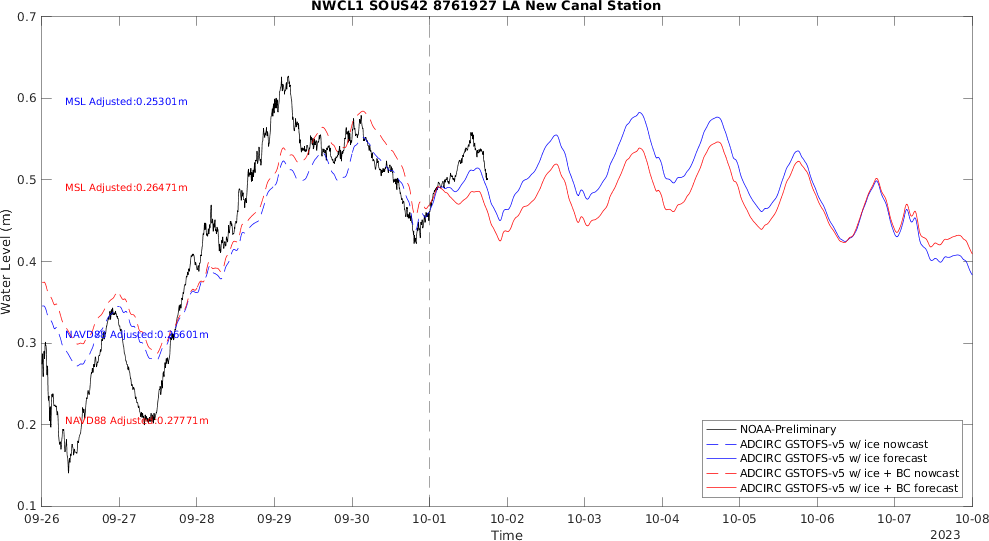 NWCL1 SOUS42 8761927 LA New Canal Station
0.7
0.6
0.5
0.4
0.3
0.2
0.1
Water Level (m)
MSL Adjusted:0.25301m
MSL Adjusted:0.26471m
NAVD88 Adjusted:0.26601m
NAVD88 Adjusted:0.27771m
NOAA-Preliminary
ADCIRC GSTOFS-v5 w/ ice nowcast
ADCIRC GSTOFS-v5 w/ ice forecast
ADCIRC GSTOFS-v5 w/ ice + BC nowcast
ADCIRC GSTOFS-v5 w/ ice + BC forecast
09-26 09-27 09-28 09-29 09-30 10-01 10-02 10-03 10-04 10-05 10-06 10-07 10-08
Time
2023